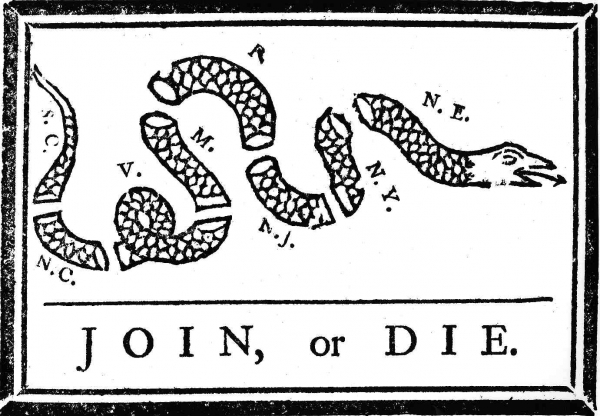 S. C.
N. C.
V.
M.
R
N. J.
N. Y.
N. E.
JOIN, or DIE.